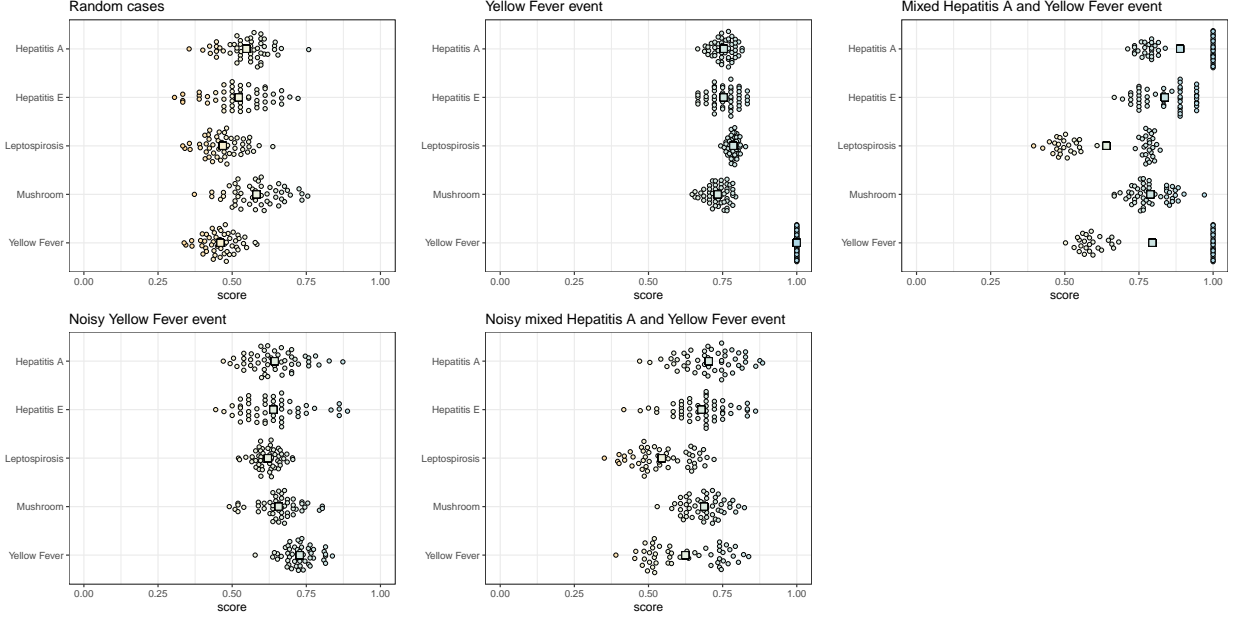 Random cases
Hepatitis A
Hepatitis E
Leptospirosis
Mushroom
Yellow Fever
0.00 0.25 0.50 0.75 1.00
score
Yellow Fever event
Hepatitis A
Hepatitis E
Leptospirosis
Mushroom
Yellow Fever
0.00 0.25 0.50 0.75 1.00
score
Mixed Hepatitis A and Yellow Fever event
Hepatitis A
Hepatitis E
Leptospirosis
Mushroom
Yellow Fever
0.00 0.25 0.50 0.75 1.00
score
Noisy Yellow Fever event
Hepatitis A
Hepatitis E
Leptospirosis
Mushroom
Yellow Fever
0.00 0.25 0.50 0.75 1.00
score
Noisy mixed Hepatitis A and Yellow Fever event
Hepatitis A
Hepatitis E
Leptospirosis
Mushroom
Yellow Fever
0.00 0.25 0.50 0.75 1.00
score